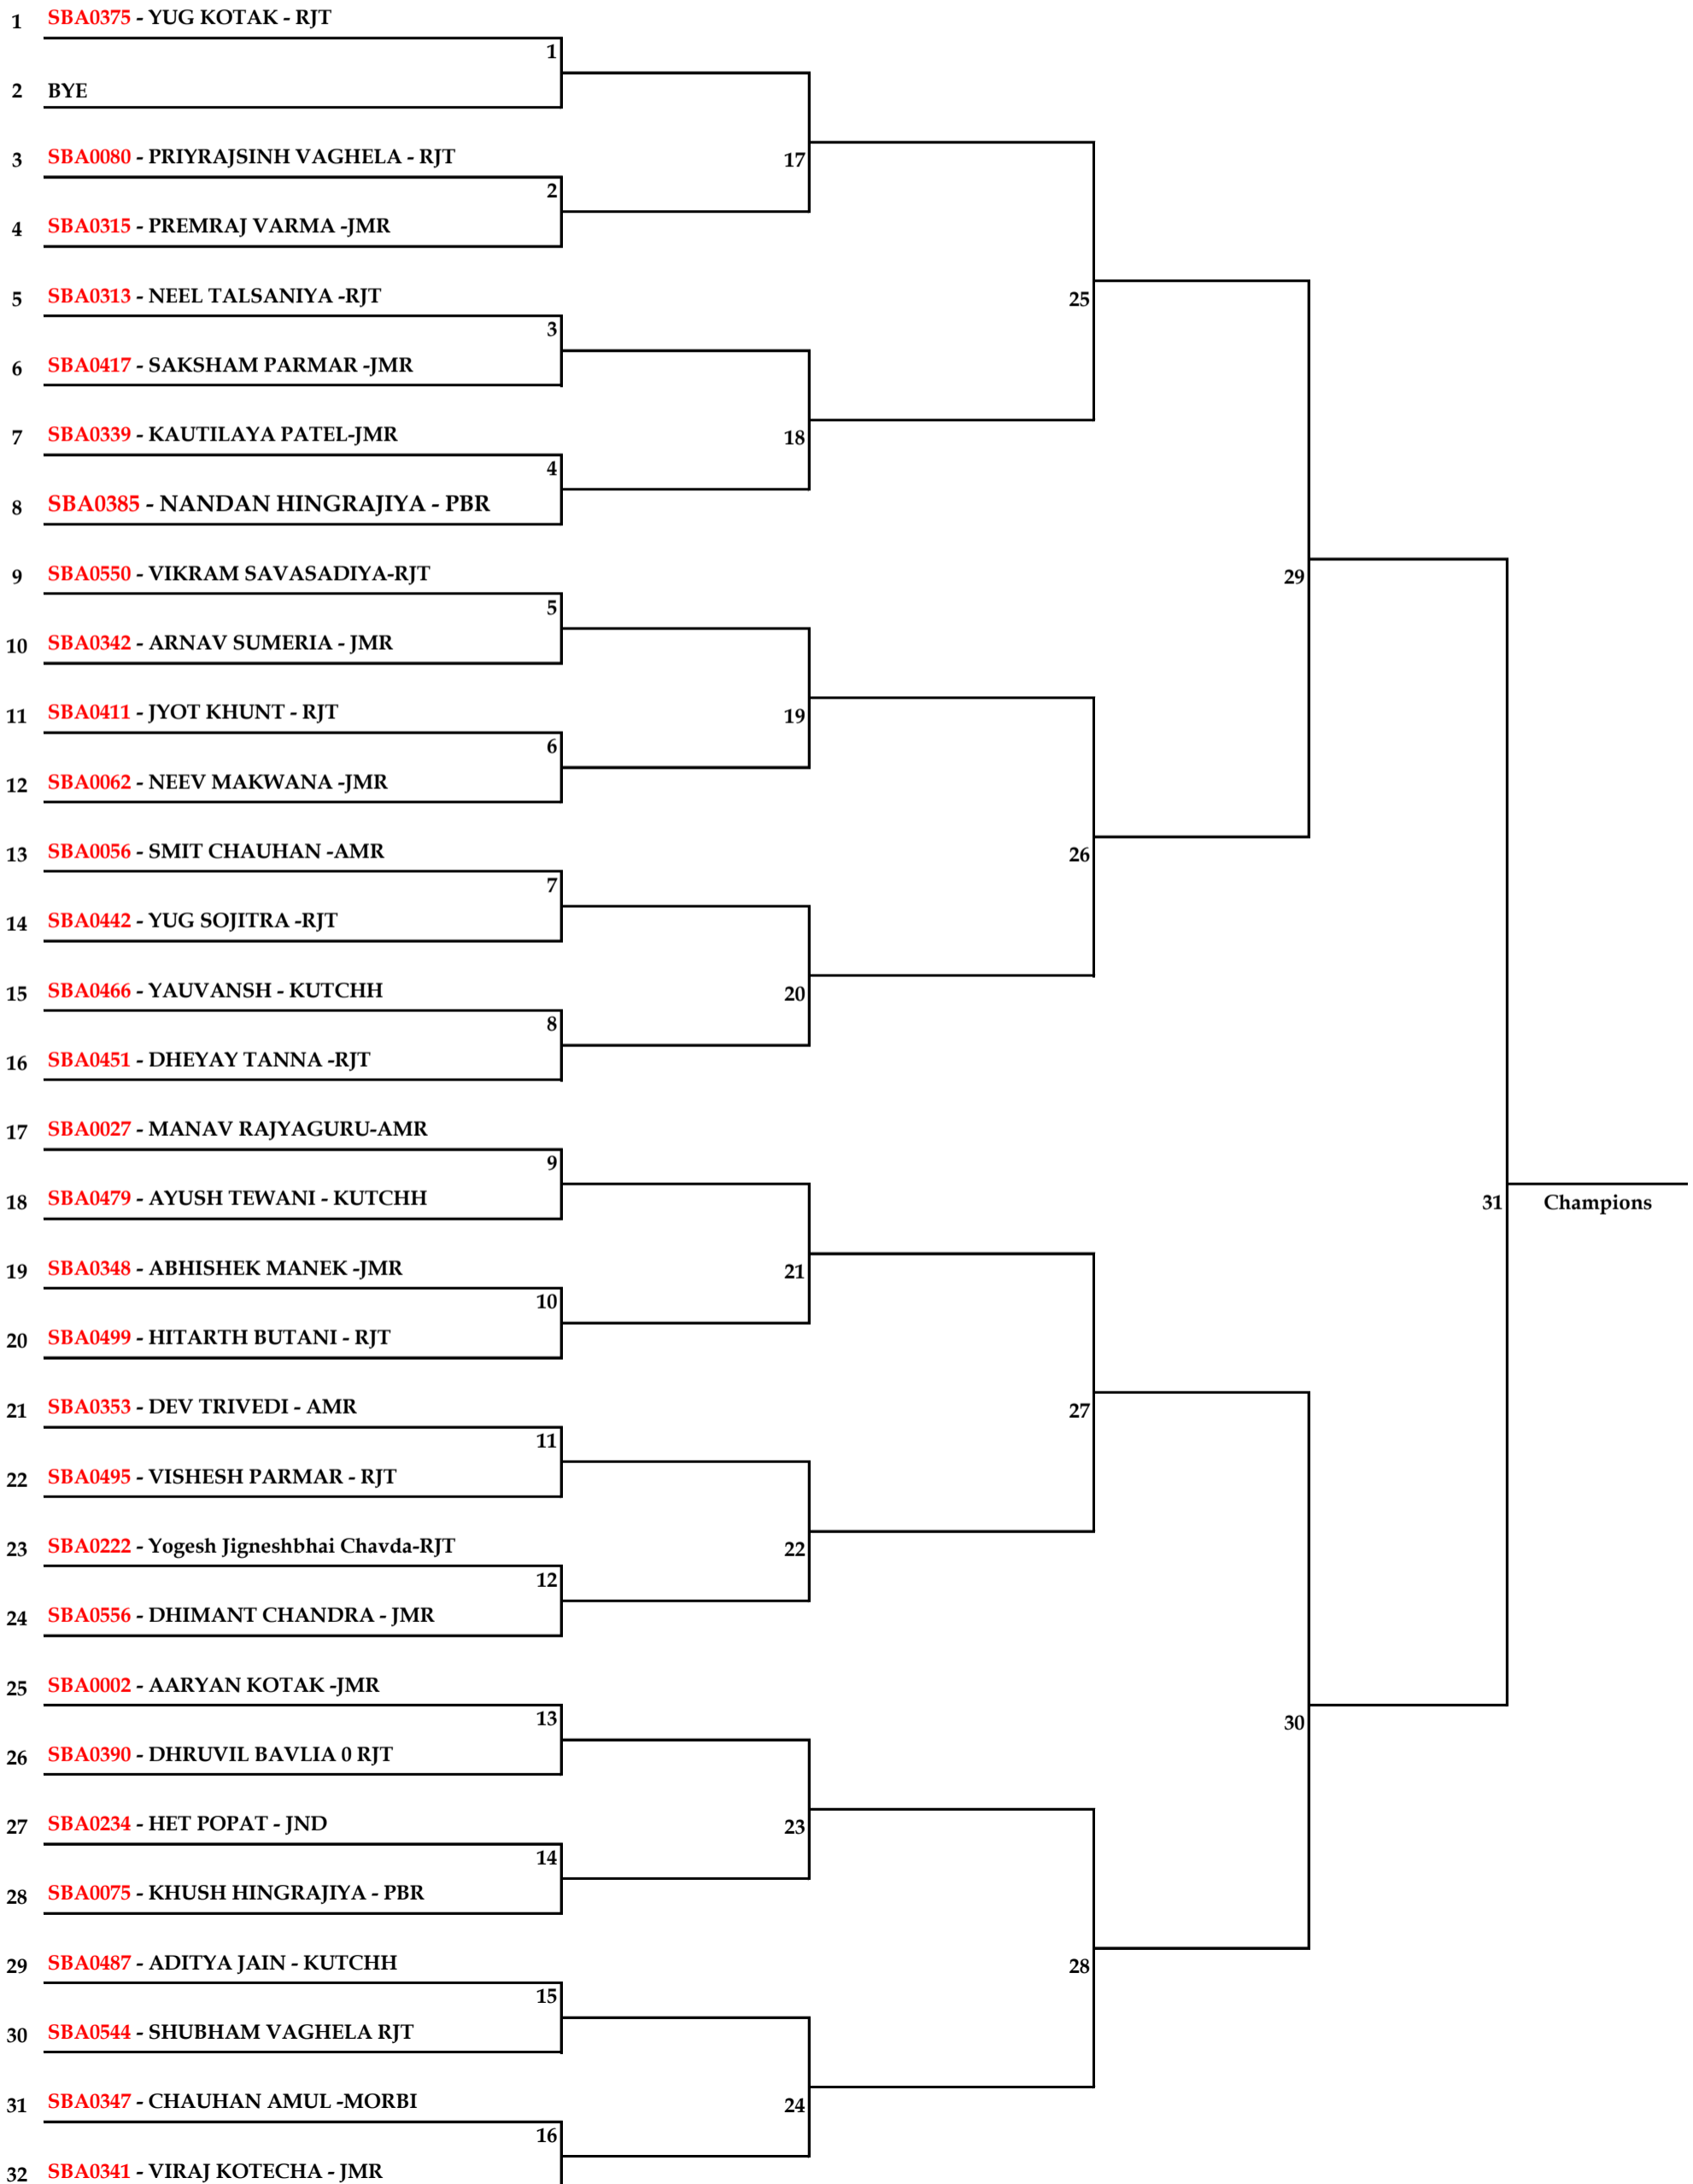 1 SBA0375 - YUG KOTAK - RJT
1
2 BYE
3 SBA0080 - PRIYRAJSINH VAGHELA - RJT
17
2
4 SBA0315 - PREMRAJ VARMA -JMR
5 SBA0313 - NEEL TALSANIYA -RJT
25
3
6 SBA0417 - SAKSHAM PARMAR -JMR
7 SBA0339 - KAUTILAYA PATEL-JMR
18
4
8 SBA0385 - NANDAN HINGRAJIYA - PBR
9 SBA0550 - VIKRAM SAVASADIYA-RJT
29
5
10 SBA0342 - ARNAV SUMERIA - JMR
11 SBA0411 - JYOT KHUNT - RJT
19
6
12 SBA0062 - NEEV MAKWANA -JMR
13 SBA0056 - SMIT CHAUHAN -AMR
26
7
14 SBA0442 - YUG SOJITRA -RJT
15 SBA0466 - YAUVANSH - KUTCHH
20
8
16 SBA0451 - DHEYAY TANNA -RJT
17 SBA0027 - MANAV RAJYAGURU-AMR
9
18 SBA0479 - AYUSH TEWANI - KUTCHH
31 Champions
19 SBA0348 - ABHISHEK MANEK -JMR
21
10
20 SBA0499 - HITARTH BUTANI - RJT
21 SBA0353 - DEV TRIVEDI - AMR
27
11
22 SBA0495 - VISHESH PARMAR - RJT
23 SBA0222 - Yogesh Jigneshbhai Chavda-RJT
22
12
24 SBA0556 - DHIMANT CHANDRA - JMR
25 SBA0002 - AARYAN KOTAK -JMR
13
30
26 SBA0390 - DHRUVIL BAVLIA 0 RJT
27 SBA0234 - HET POPAT - JND
23
14
28 SBA0075 - KHUSH HINGRAJIYA - PBR
29 SBA0487 - ADITYA JAIN - KUTCHH
28
15
30 SBA0544 - SHUBHAM VAGHELA RJT
31 SBA0347 - CHAUHAN AMUL -MORBI
24
16
32 SBA0341 - VIRAJ KOTECHA - JMR